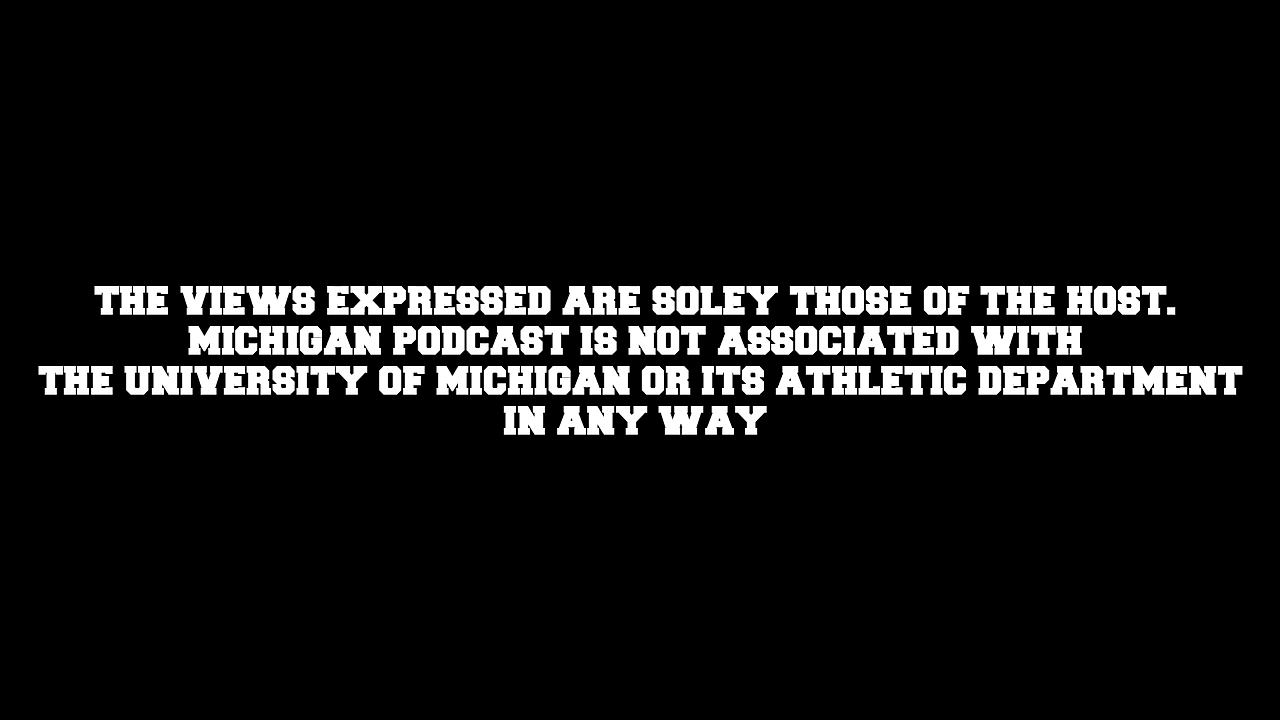 THE VIEWS EXPRESSED ARE SOLEY THOSE OF THE HOST.
MICHIGAN PODCAST IS NOT ASSOCIATED WITH
THE UNIVERSITY OF MICHIGAN OR ITS ATHLETIC DEPARTMENT
IN ANY WAY